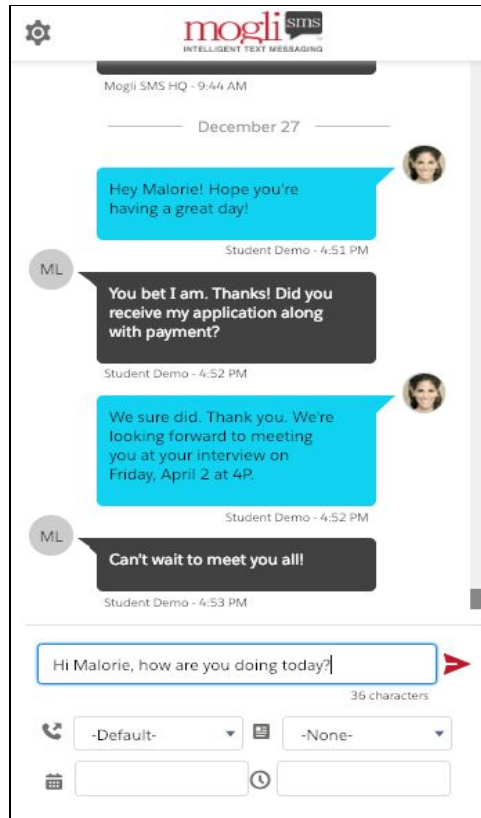 mogli sms
INTELLIGENT TEXT MESSAGING
Mogli SMS HQ - 9:44 AM
December 27
Hey Malorie! Hope you're
having a great day!
Student Demo - 4:51 PM
ML
You bet I am. Thanks! Did you
receive my application along
with payment?
Student Demo - 4:52 PM
We sure did. Thank you. We're
looking forward to meeting
you at your interview on
Friday, April 2 at 4P.
Student Demo - 4:52 PM
ML
Can't wait to meet you all!
Student Demo - 4:53 PM
Hi Malorie, how are you doing today?
36 characters
-Default-
-None-